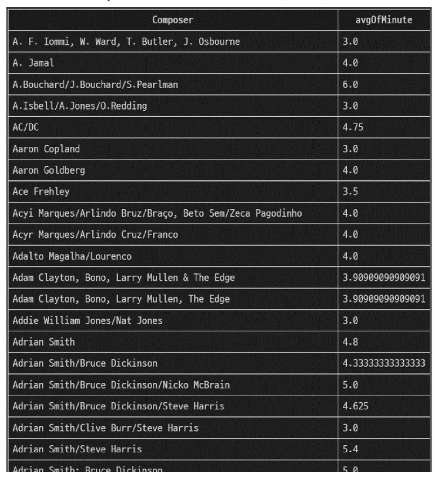 Composer avgOfMinute
A. F. Iommi, W. Ward, T. Butler, J. Osbourne 3.0
A. Jamal 4.0
A.Bouchard/J.Bouchard/S.Pearlman 6.0
A.Isbell/A.Jones/O.Redding 3.0
AC/DC 4.75
Aaron Copland 3.0
Aaron Goldberg 4.0
Ace Frehley 3.5
Acyi Marques/Arlindo Bruz/Braço, Beto Sem/Zeca Pagodinho 4.0
Acyr Marques/Arlindo Cruz/Franco 4.0
Adalto Magalha/Lourenco 4.0
Adam Clayton, Bono, Larry Mullen & The Edge 3.90909090909091
Adam Clayton, Bono, Larry Mullen, The Edge 3.90909090909091
Addie William Jones/Nat Jones 3.0
Adrian Smith 4.8
Adrian Smith/Bruce Dickinson 4.33333333333333
Adrian Smith/Bruce Dickinson/Nicko McBrain 5.0
Adrian Smith/Bruce Dickinson/Steve Harris 4.625
Adrian Smith/Clive Burr/Steve Harris 3.0
Adrian Smith/Steve Harris 5.4
Adrian Smith; Bruce Dickinson 5.0